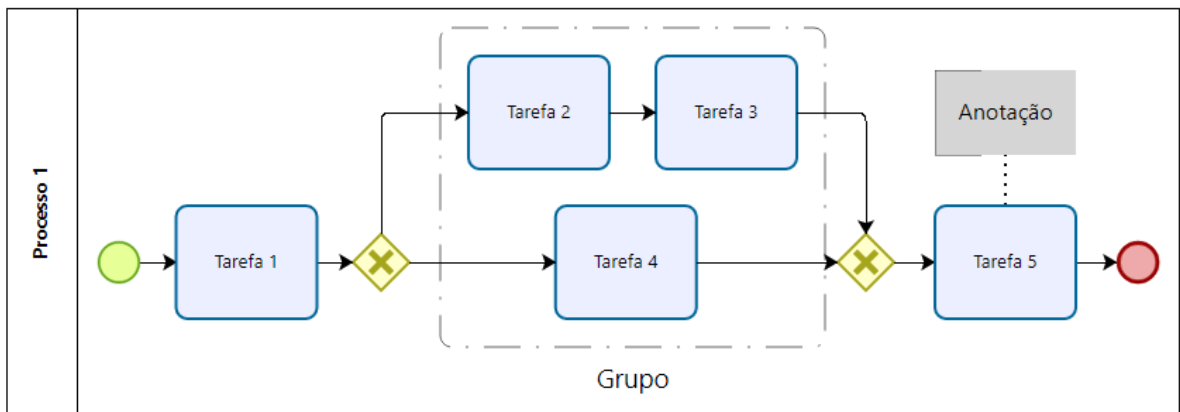 Processo 1
Tarefa 1
Tarefa 2
Tarefa 3
Tarefa 4
Grupo
Anotação
Tarefa 5